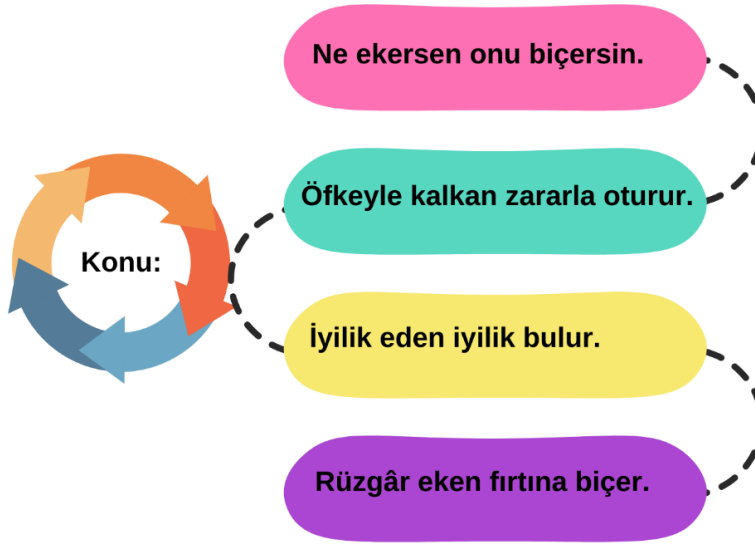 Ne ekersen onu biçersin.
Öfkeyle kalkan zararla oturur.
Konu:
İyilik eden iyilik bulur.
Rüzgâr eken fırtına biçer.